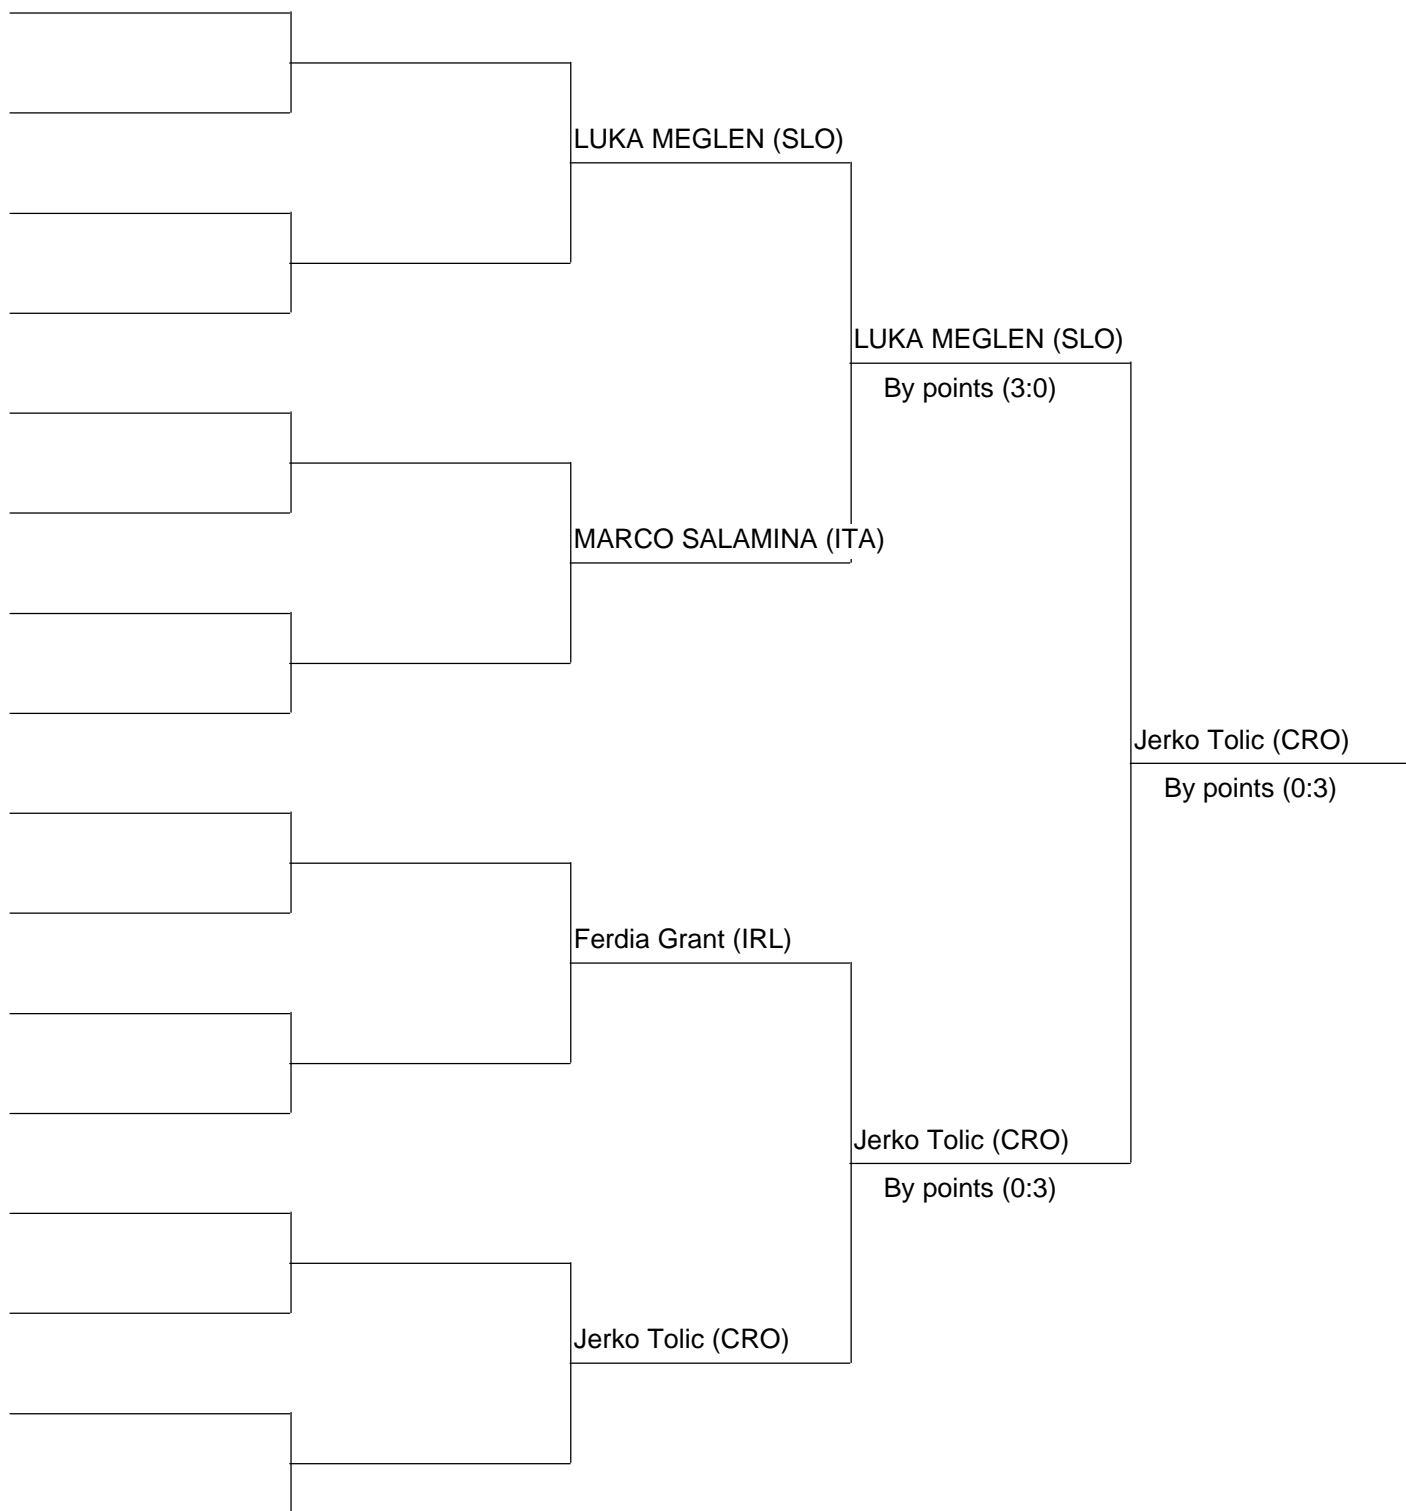 LUKA MEGLEN (SLO)
LUKA MEGLEN (SLO)
By points (3:0)
MARCO SALAMINA (ITA)
Jerko Tolic (CRO)
By points (0:3)
Ferdia Grant (IRL)
Jerko Tolic (CRO)
By points (0:3)
Jerko Tolic (CRO)